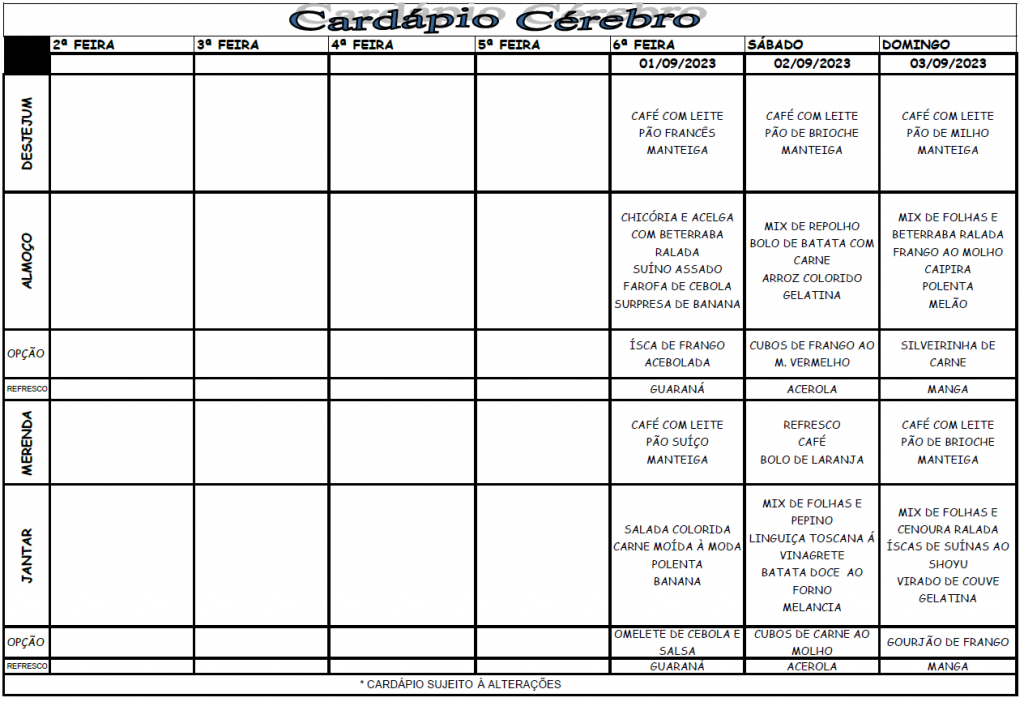 Cardápio Cérebro
2ª FEIRA 3ª FEIRA 4ª FEIRA 5ª FEIRA 6ª FEIRA SÁBADO DOMINGO
01/09/2023 02/09/2023 03/09/2023
DESJEJUM
CAFÉ COM LEITE
PÃO FRANCÊS
MANTEIGA
CAFÉ COM LEITE
PÃO DE BRIOCHE
MANTEIGA
CAFÉ COM LEITE
PÃO DE MILHO
MANTEIGA
ALMOÇO
CHICÓRIA E ACELGA
COM BETERRABA
RALADA
SUÍNO ASSADO
FAROFA DE CEBOLA
SURPRESA DE BANANA
MIX DE REPOLHO
BOLO DE BATATA COM
CARNE
ARROZ COLORIDO
GELATINA
MIX DE FOLHAS E
BETERRABA RALADA
FRANGO AO MOLHO
CAIPIRA
POLENTA
MELÃO
OPÇÃO
ÍSCA DE FRANGO
ACEBOLADA
CUBOS DE FRANGO AO
M. VERMELHO
SILVEIRINHA DE
CARNE
REFRESCO GUARANÁ ACEROLA MANGA
MERENDA
CAFÉ COM LEITE
PÃO SUÍÇO
MANTEIGA
REFRESCO
CAFÉ
BOLO DE LARANJA
CAFÉ COM LEITE
PÃO DE BRIOCHE
MANTEIGA
JANTAR
SALADA COLORIDA
CARNE MOÍDA À MODA
POLENTA
BANANA
MIX DE FOLHAS E
PEPINO
LINGUIÇA TOSCANA Á
VINAGRETE
BATATA DOCE AO
FORNO
MELANCIA
MIX DE FOLHAS E
CENOURA RALADA
ÍSCAS DE SUÍNAS AO
SHOYU
VIRADO DE COUVE
GELATINA
OPÇÃO
OMELETE DE CEBOLA E
SALSA
CUBOS DE CARNE AO
MOLHO
GOURJÃO DE FRANGO
REFRESCO GUARANÁ ACEROLA MANGA
* CARDÁPIO SUJEITO À ALTERAÇÕES